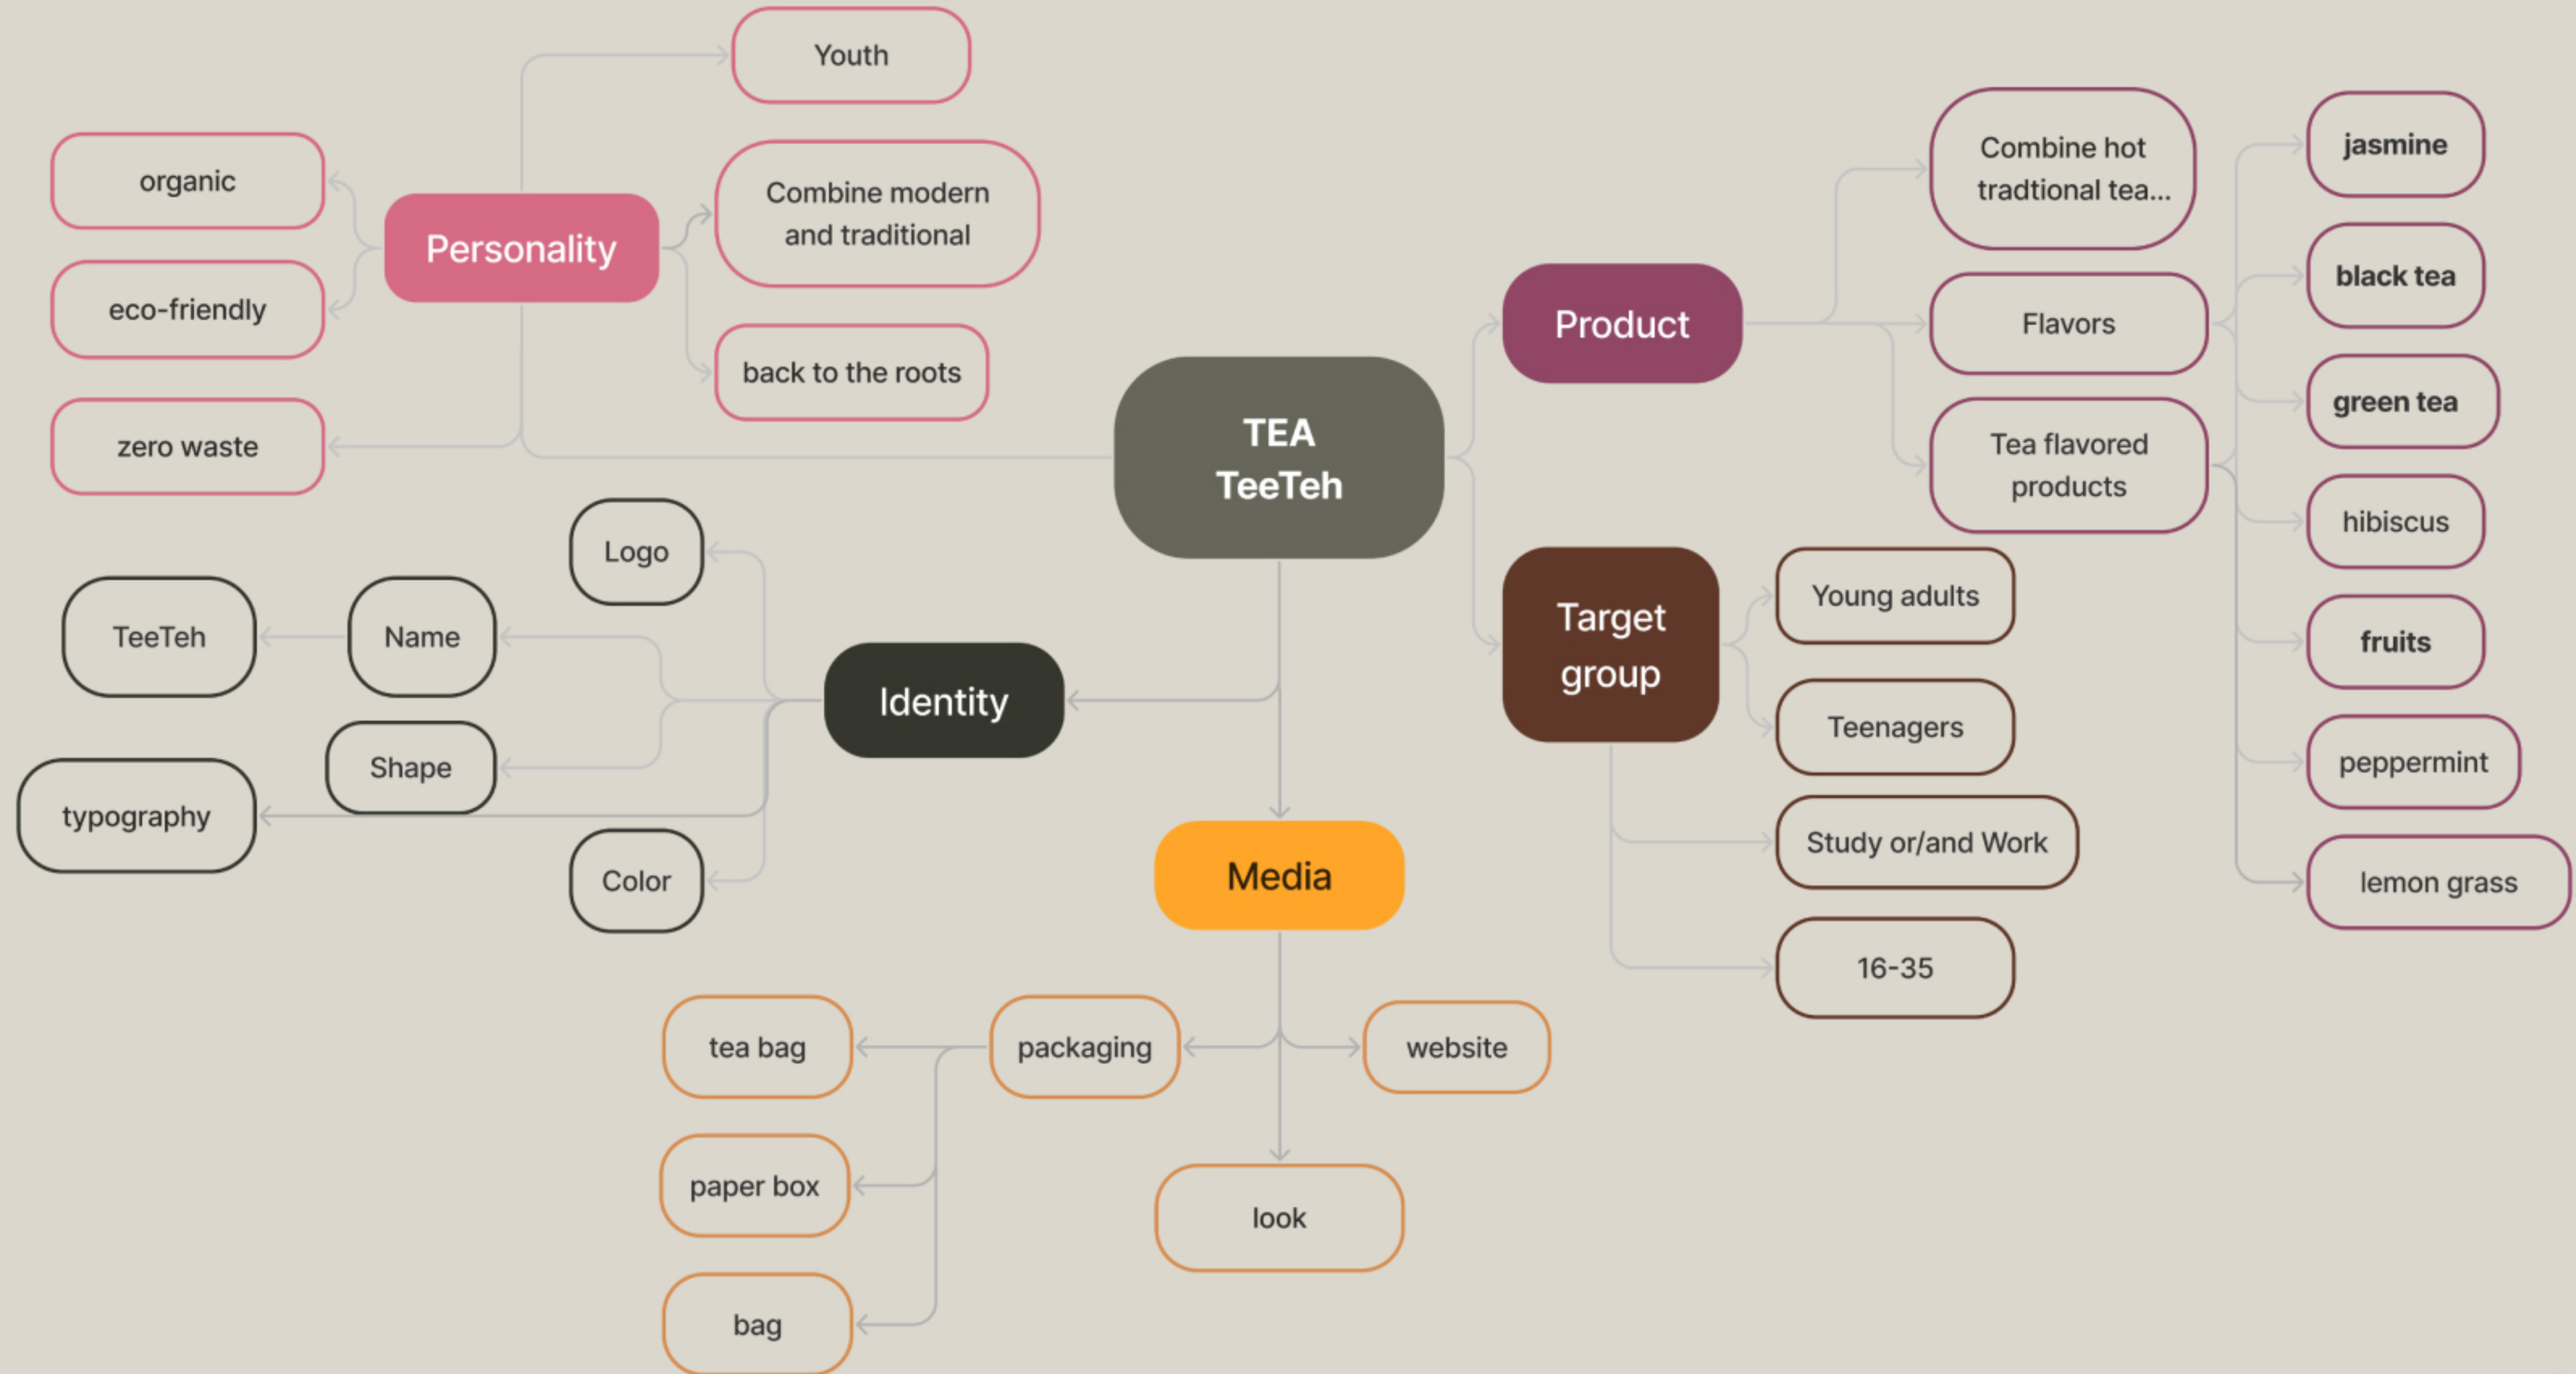 Youth
organic
Combine modern
and traditional
Personality
eco-friendly
back to the roots
zero waste
TEA
TeeTeh
Product
Combine hot
tradtional tea...
Flavors
Tea flavored
products
jasmine
black tea
green tea
hibiscus
fruits
peppermint
lemon grass
Target
group
Young adults
Teenagers
Study or/and Work
16-35
Identity
Logo
Name
TeeTeh
Shape
typography
Color
Media
packaging
website
tea bag
paper box
bag
look